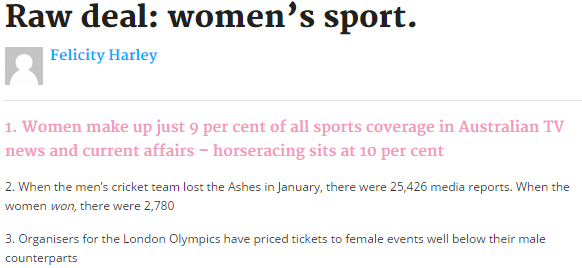 Raw deal: women’s sport.
Felicity Harley
1. Women make up just 9 per cent of all sports coverage in Australian TV
news and current affairs – horseracing sits at 10 per cent
2. When the men’s cricket team lost the Ashes in January, there were 25,426 media reports. When the
women won, there were 2,780
3. Organisers for the London Olympics have priced tickets to female events well below their male
counterparts